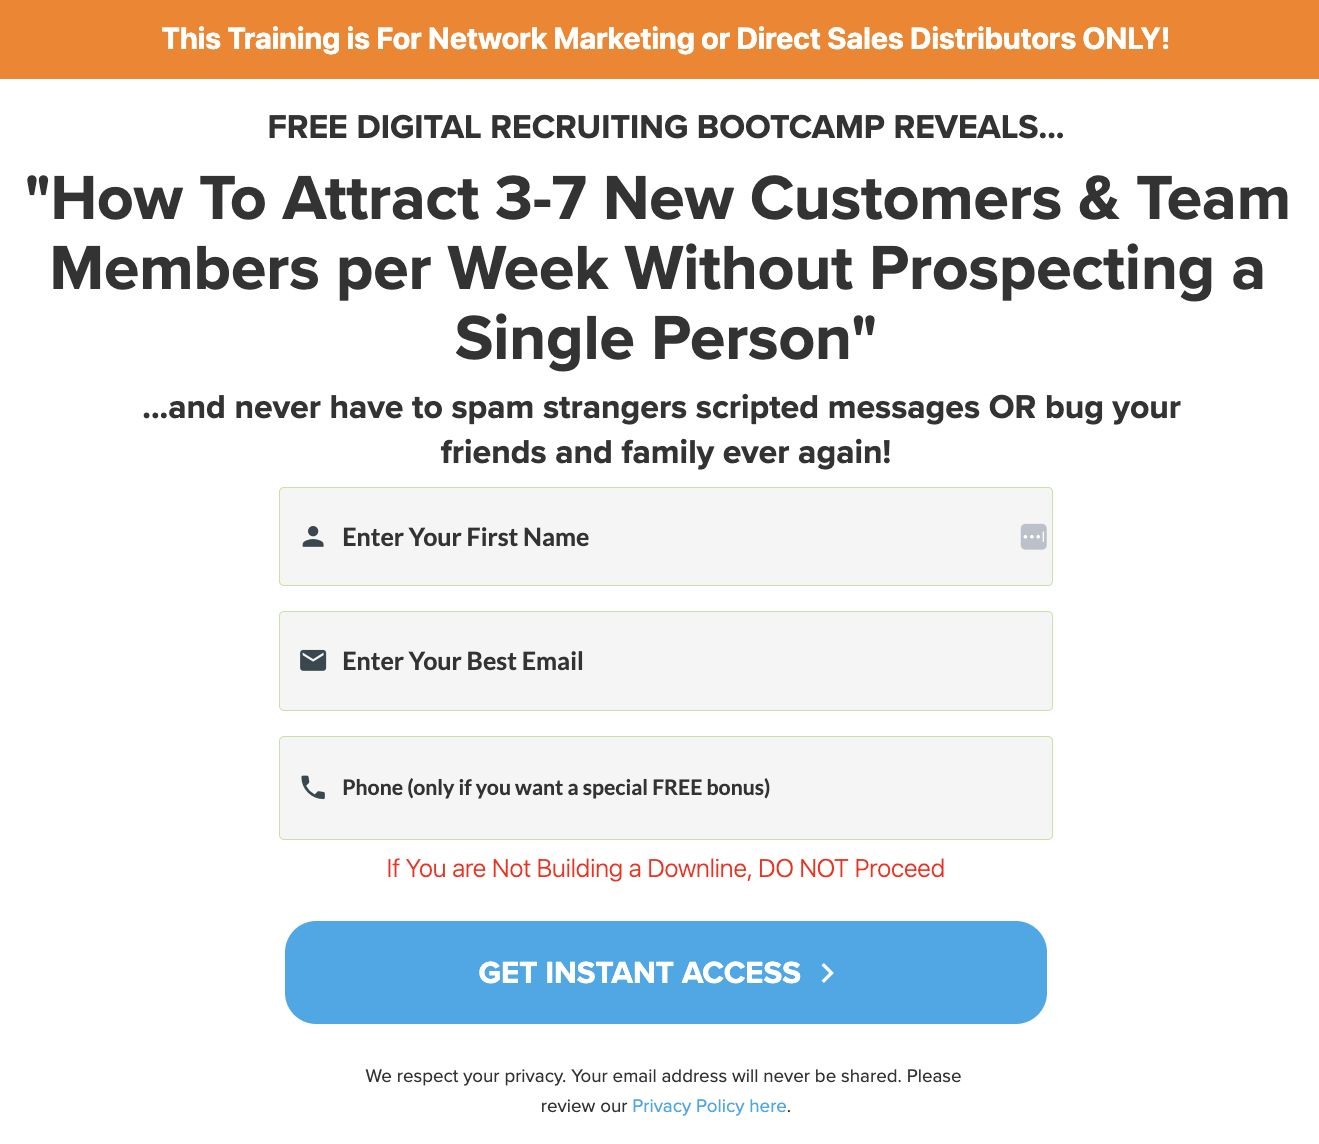 This Training is For Network Marketing or Direct Sales Distributors ONLY!
FREE DIGITAL RECRUITING BOOTCAMP REVEALS...
"How To Attract 3-7 New Customers & Team
Members per Week Without Prospecting a
Single Person"
...and never have to spam strangers scripted messages OR bug your
friends and family ever again!
Enter Your First Name
Enter Your Best Email
Phone (only if you want a special FREE bonus)
If You are Not Building a Downline, DO NOT Proceed
GET INSTANT ACCESS
We respect your privacy. Your email address will never be shared. Please
review our Privacy Policy here.